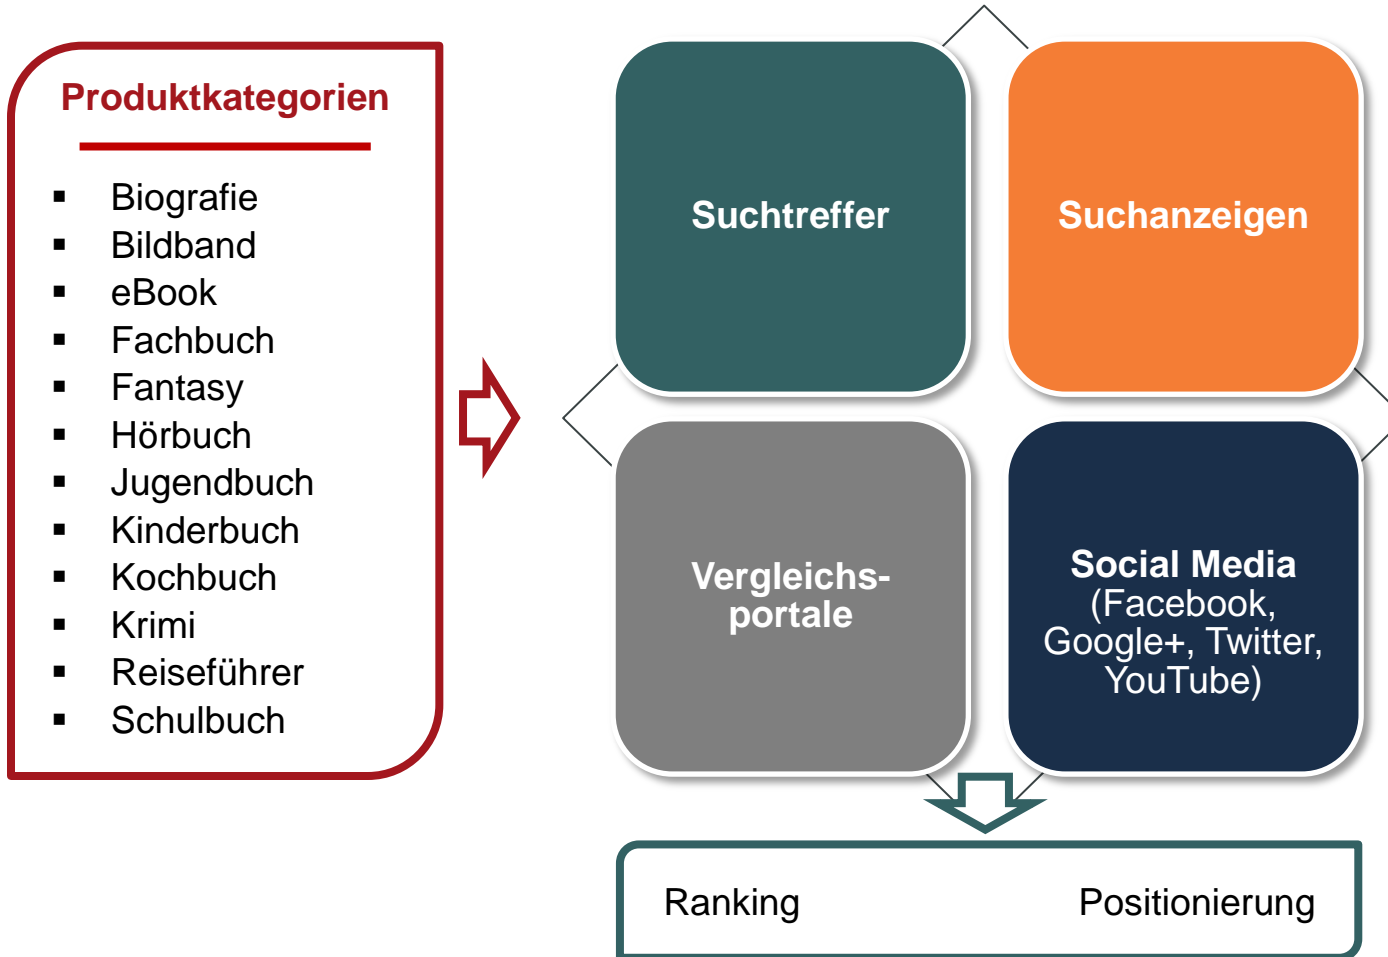 Produktkategorien
▪ Biografie
▪ Bildband
▪ eBook
▪ Fachbuch
▪ Fantasy
▪ Hörbuch
▪ Jugendbuch
▪ Kinderbuch
▪ Kochbuch
▪ Krimi
▪ Reiseführer
▪ Schulbuch
Suchtreffer
Suchanzeigen
Vergleichs-
portale
Social Media
(Facebook,
Google+, Twitter,
YouTube)
Ranking
Positionierung